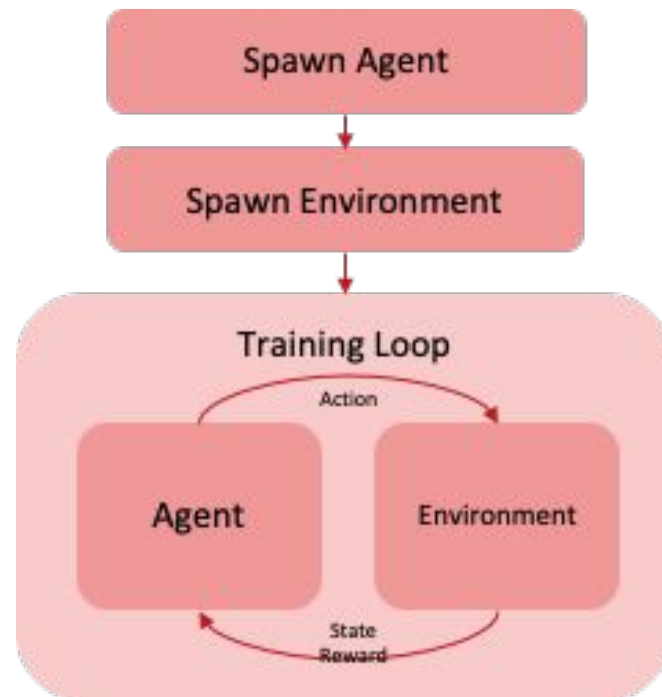 Spawn Agent
Spawn Environment
Training Loop
Action
Agent
Environment
State
Reward